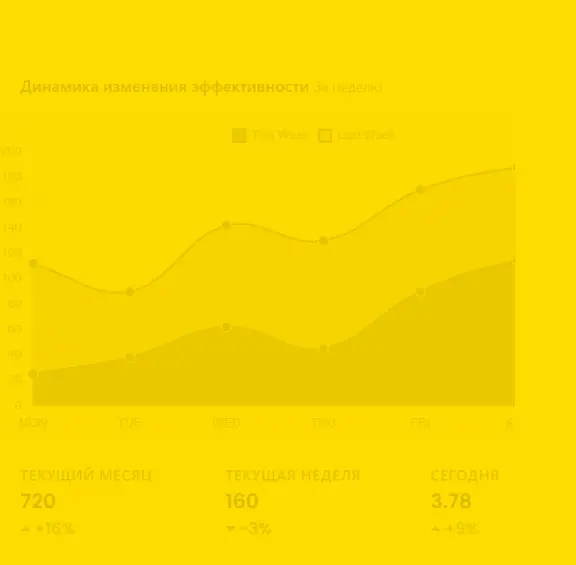 Динамика изменения эффективности За неделю
This Week Last Week
200
180
160
140
120
100
80
60
40
20
0
MON TUE WED THU FRI S
ТЕКУЩИЙ МЕСЯЦ ТЕКУЩАЯ НЕДЕЛЯ СЕГОДНЯ
720 160 3.78
+16% -3% +9%